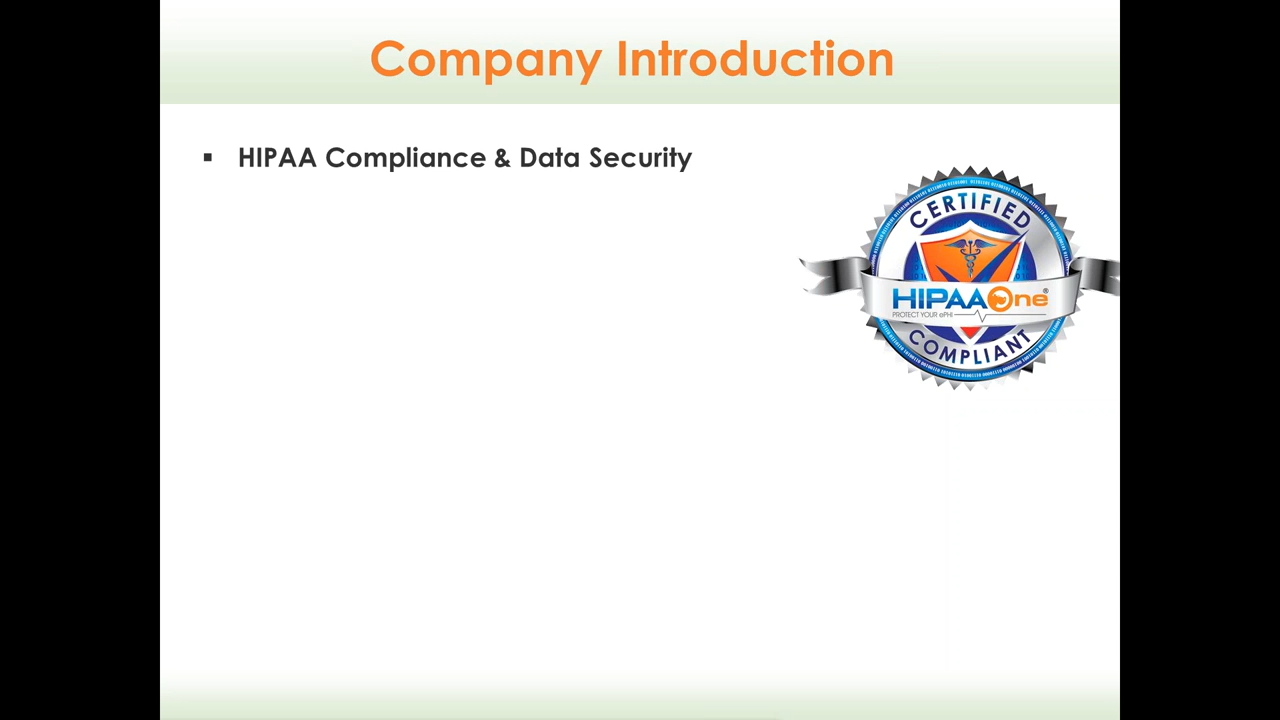 Company Introduction
▪ HIPAA Compliance & Data Security
CERTIFIED
HIPAAOne®
PROTECT YOUR ePHI
COMPLIANT